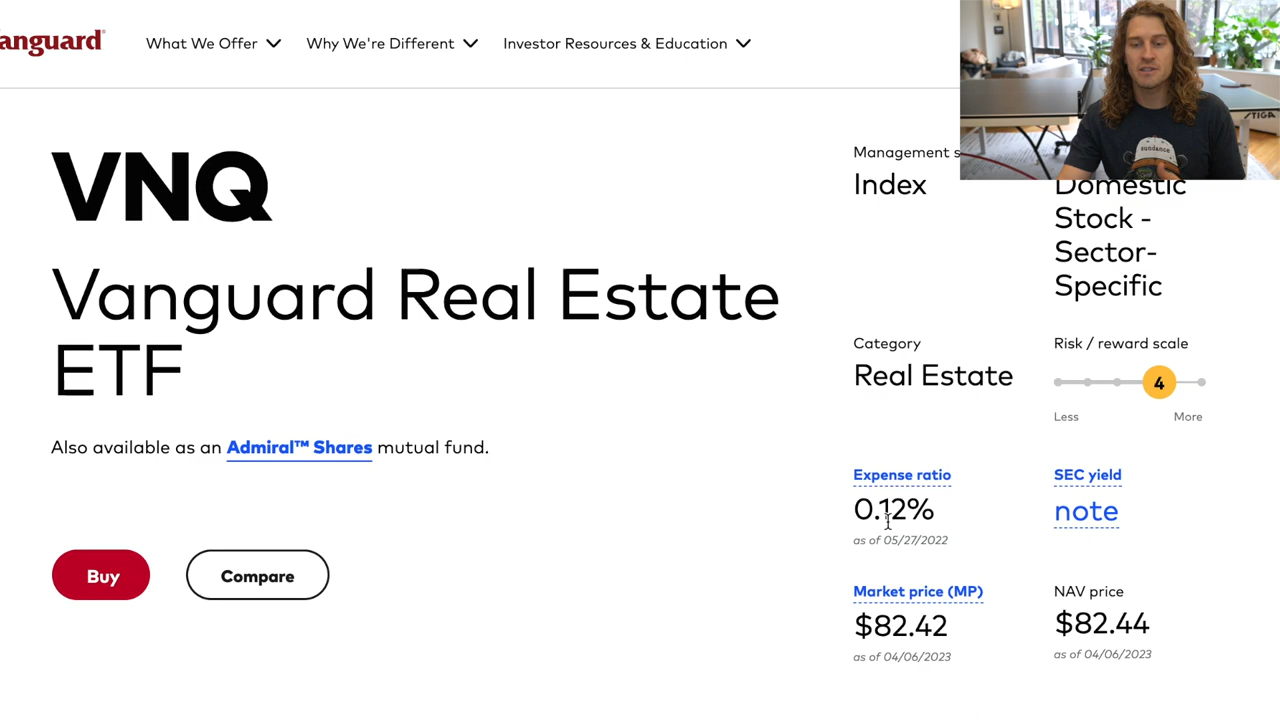 anguard
What We Offer
Why We're Different
Investor Resources & Education
STIGA
sundance
VNQ
Vanguard Real Estate
ETF
Also available as an Admiral™ Shares mutual fund.
Buy
Compare
Management s
Index
Domestic
Stock -
Sector-
Specific
Category
Real Estate
Risk / reward scale
4
Less
More
Expense ratio
0.12%
as of 05/27/2022
SEC yield
note
Market price (MP)
$82.42
as of 04/06/2023
NAV price
$82.44
as of 04/06/2023